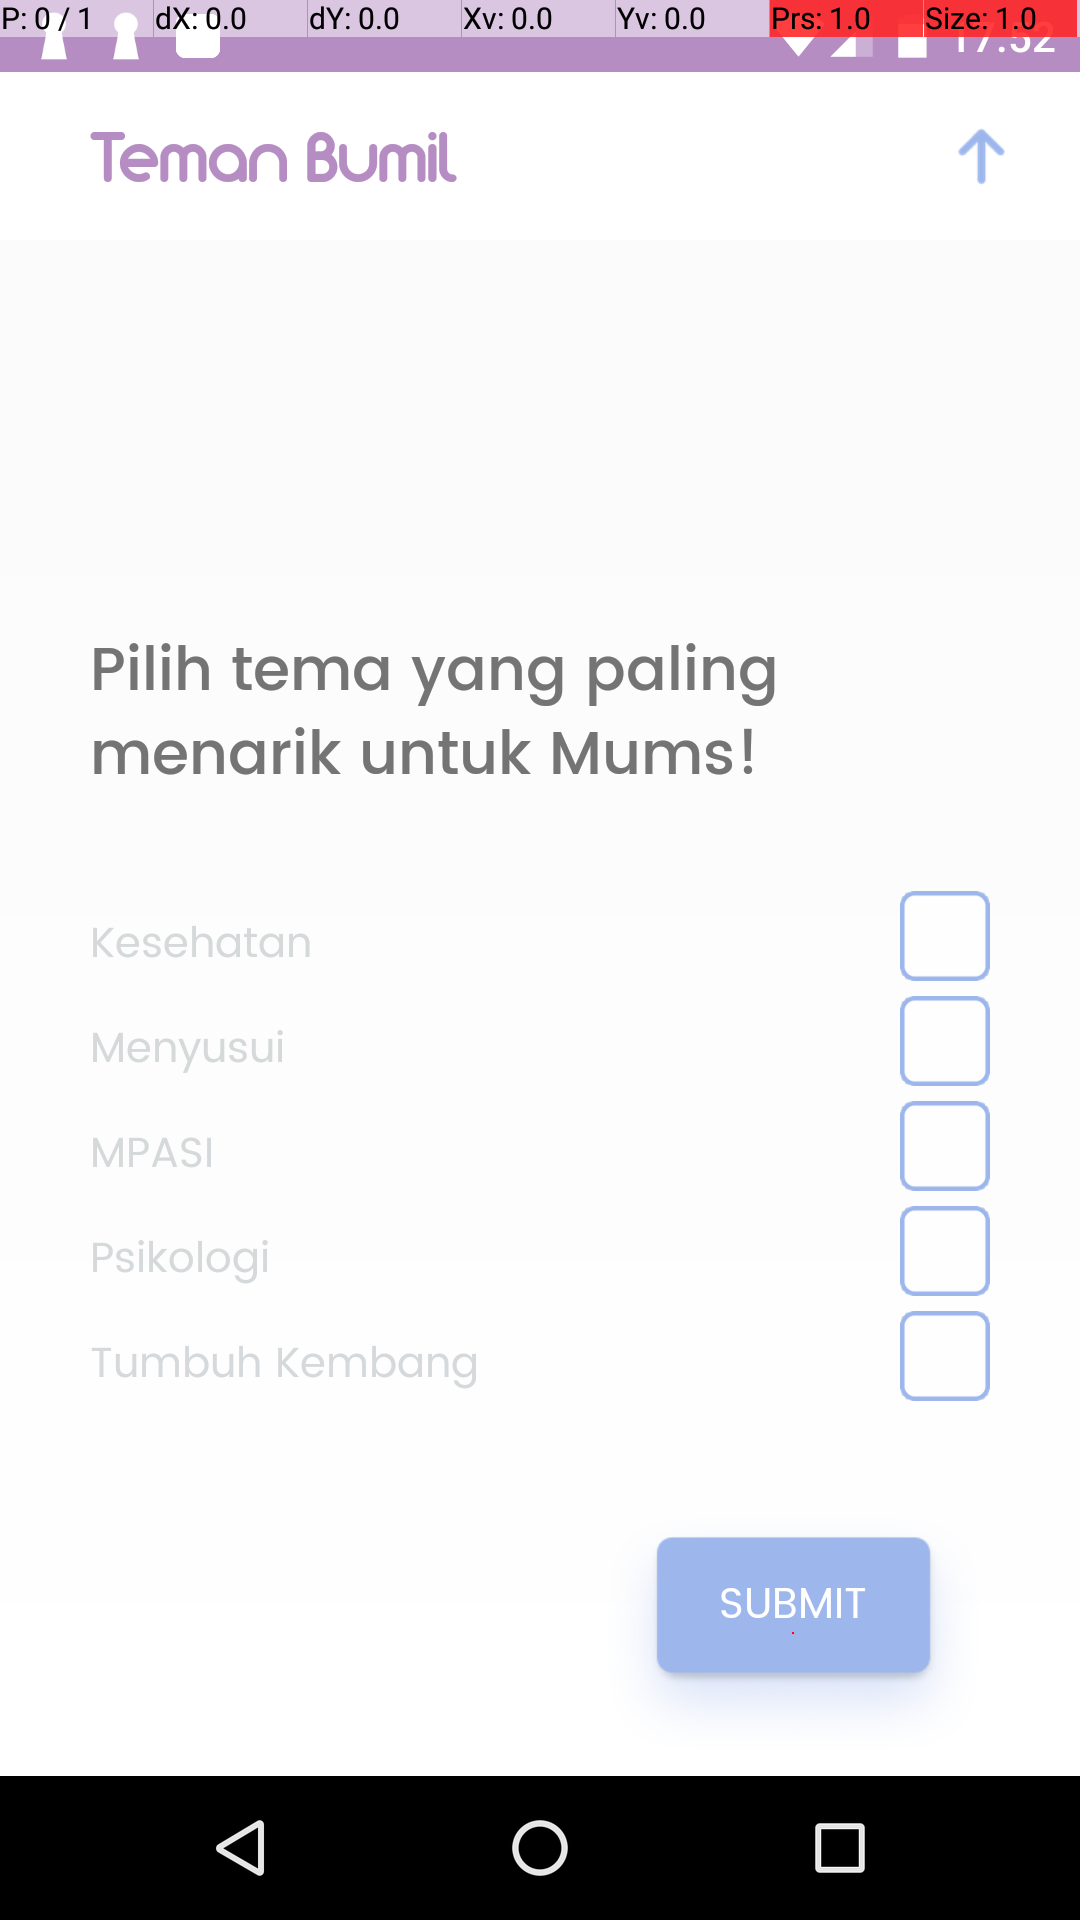 P: 0 / 1 dX: 0.0 dY: 0.0 Xv: 0.0 Yv: 0.0 Prs: 1.0 Size: 1.0
17:52
Teman Bumil
Pilih tema yang paling
menarik untuk Mums!
Kesehatan
Menyusui
MPASI
Psikologi
Tumbuh Kembang
SUBMIT